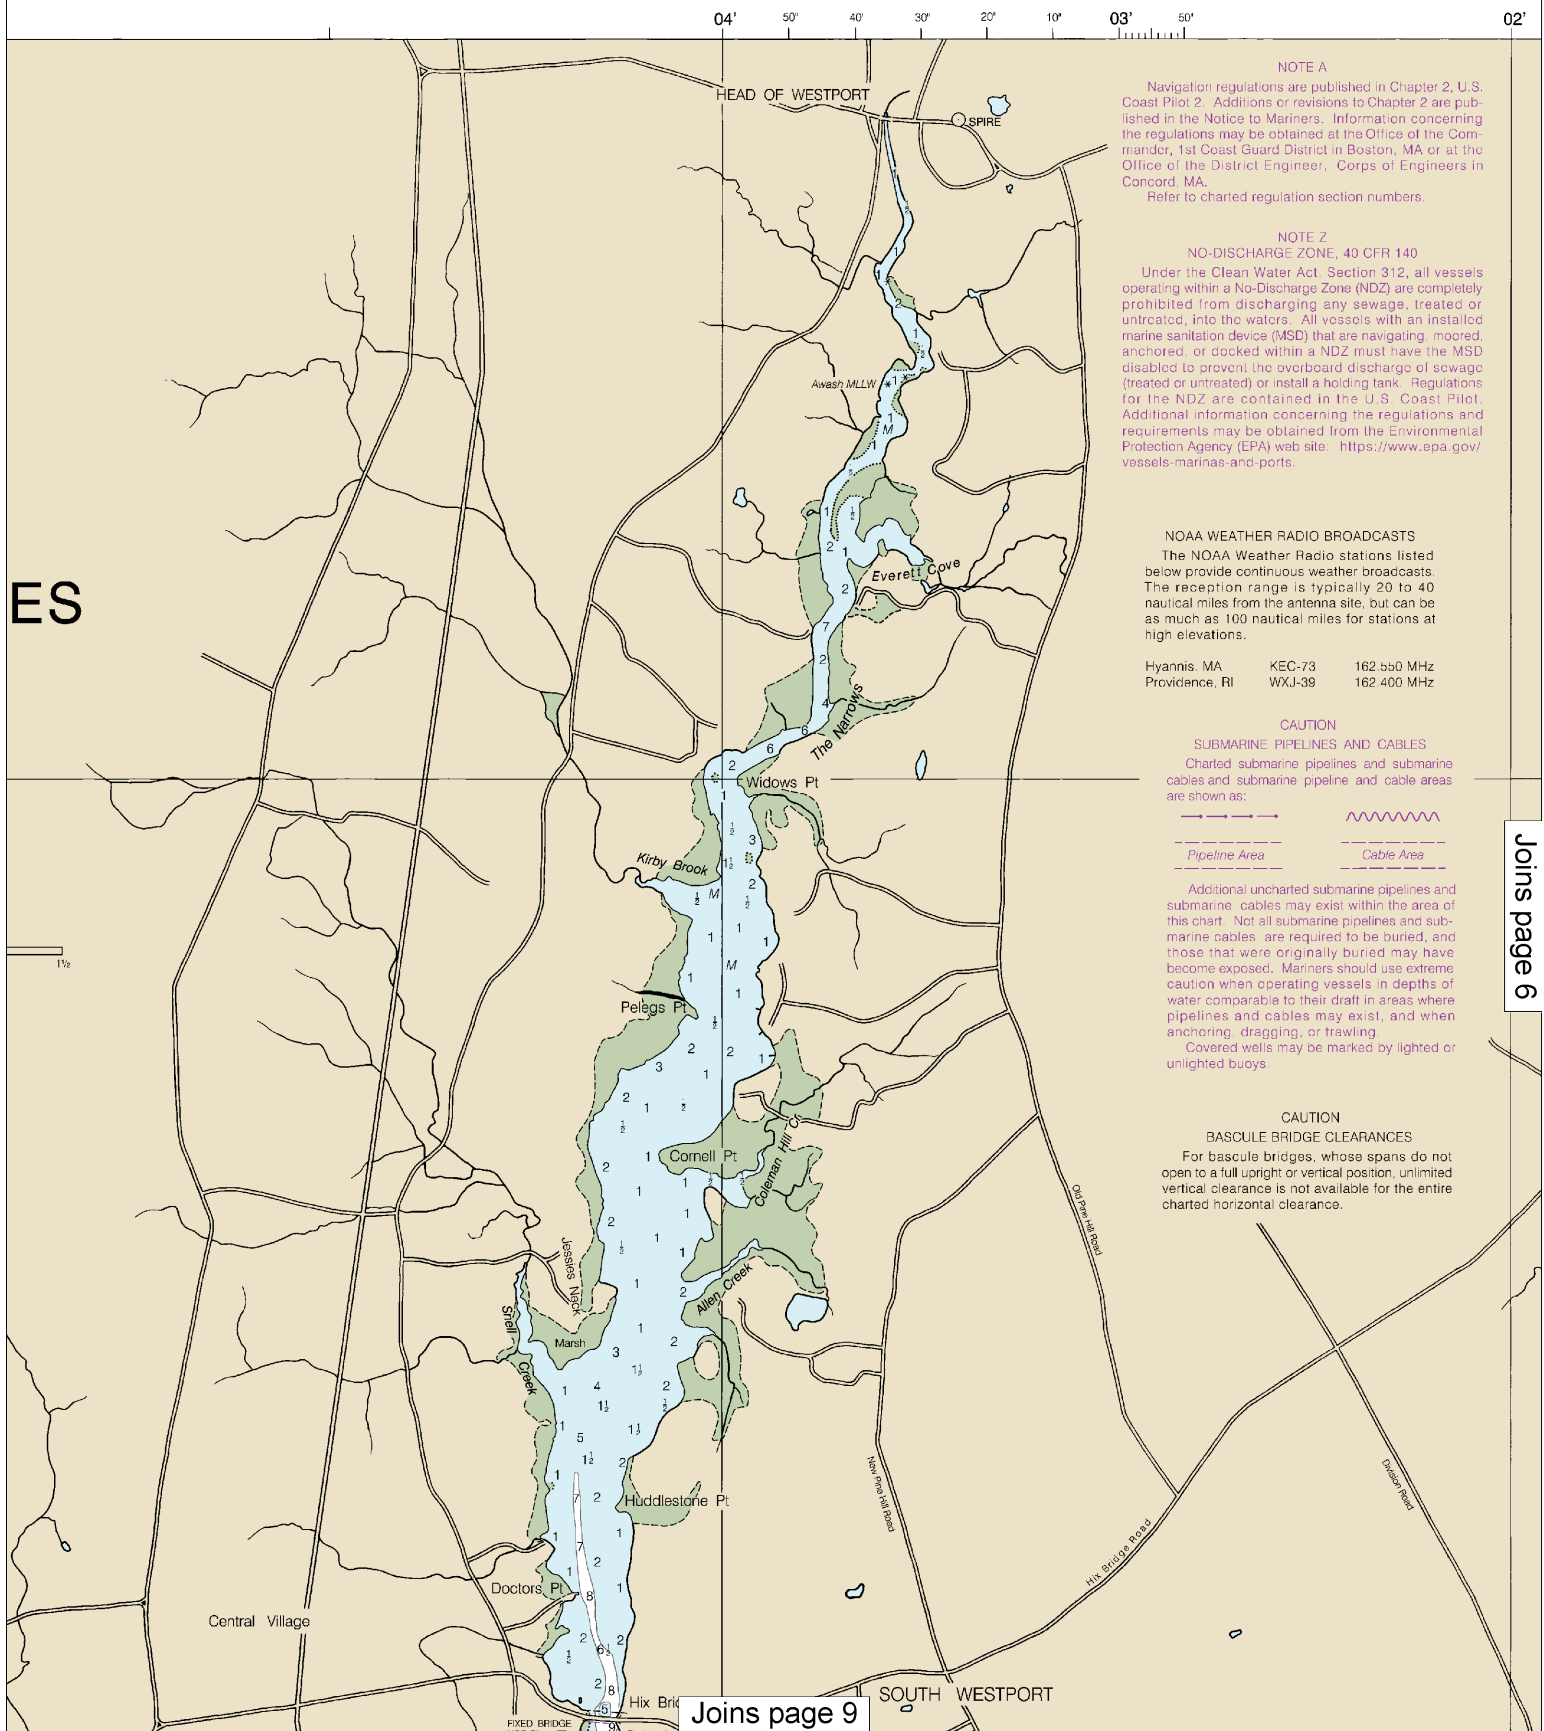 04' 50" 40' 30" 20" 10" 03' 50" 02'
HEAD OF WESTPORT
SPIRE
NOTE A
Navigation regulations are published in Chapter 2, U.S.
Coast Pilot 2. Additions or revisions to Chapter 2 are pub-
lished in the Notice to Mariners. Information concerning
the regulations may be obtained at the Office of the Com-
mander, 1st Coast Guard District in Boston, MA or at the
Office of the District Engineer, Corps of Engineers in
Concord, MA.
Refer to charted regulation section numbers.
NOTE Z
NO-DISCHARGE ZONE, 40 CFR 140
Under the Clean Water Act, Section 312, all vessels
operating within a No-Discharge Zone (NDZ) are completely
prohibited from discharging any sewage, treated or
untreated, into the waters. All vessels with an installed
marine sanitation device (MSD) that are navigating, moored,
anchored, or docked within a NDZ must have the MSD
disabled to prevent the overboard discharge of sewage
(treated or untreated) or install a holding tank. Regulations
for the NDZ are contained in the U.S. Coast Pilot.
Additional information concerning the regulations and
requirements may be obtained from the Environmental
Protection Agency (EPA) web site: https://www.epa.gov/
vessels-marinas-and-ports.
Awash MLLW
M
NOAA WEATHER RADIO BROADCASTS
The NOAA Weather Radio stations listed
below provide continuous weather broadcasts.
The reception range is typically 20 to 40
nautical miles from the antenna site, but can be
as much as 100 nautical miles for stations at
high elevations.
Hyannis, MA KEC-73 162.550 MHz
Providence, RI WXJ-39 162.400 MHz
ES
Everett Cove
The Narrows
Widows Pt
CAUTION
SUBMARINE PIPELINES AND CABLES
Charted submarine pipelines and submarine
cables and submarine pipeline and cable areas
are shown as:
Pipeline Area Cable Area
Additional uncharted submarine pipelines and
submarine cables may exist within the area of
this chart. Not all submarine pipelines and sub-
marine cables are required to be buried, and
those that were originally buried may have
become exposed. Mariners should use extreme
caution when operating vessels in depths of
water comparable to their draft in areas where
pipelines and cables may exist, and when
anchoring, dragging, or trawling.
Covered wells may be marked by lighted or
unlighted buoys.
Joins page 6
Kirby Brook
M
M
1½
Pelegs Pt
CAUTION
BASCULE BRIDGE CLEARANCES
For bascule bridges, whose spans do not
open to a full upright or vertical position, unlimited
vertical clearance is not available for the entire
charted horizontal clearance.
Cornell Pt
Coleman Hill Cr
Old Pine Hill Road
Jessies Neck
Allen Creek
Snell Creek
Marsh
Huddlestone Pt
New Pine Hill Road
Division Road
Hix Bridge Road
Doctors Pt
Central Village
Hix Bri
SOUTH WESTPORT
Joins page 9
FIXED BRIDGE